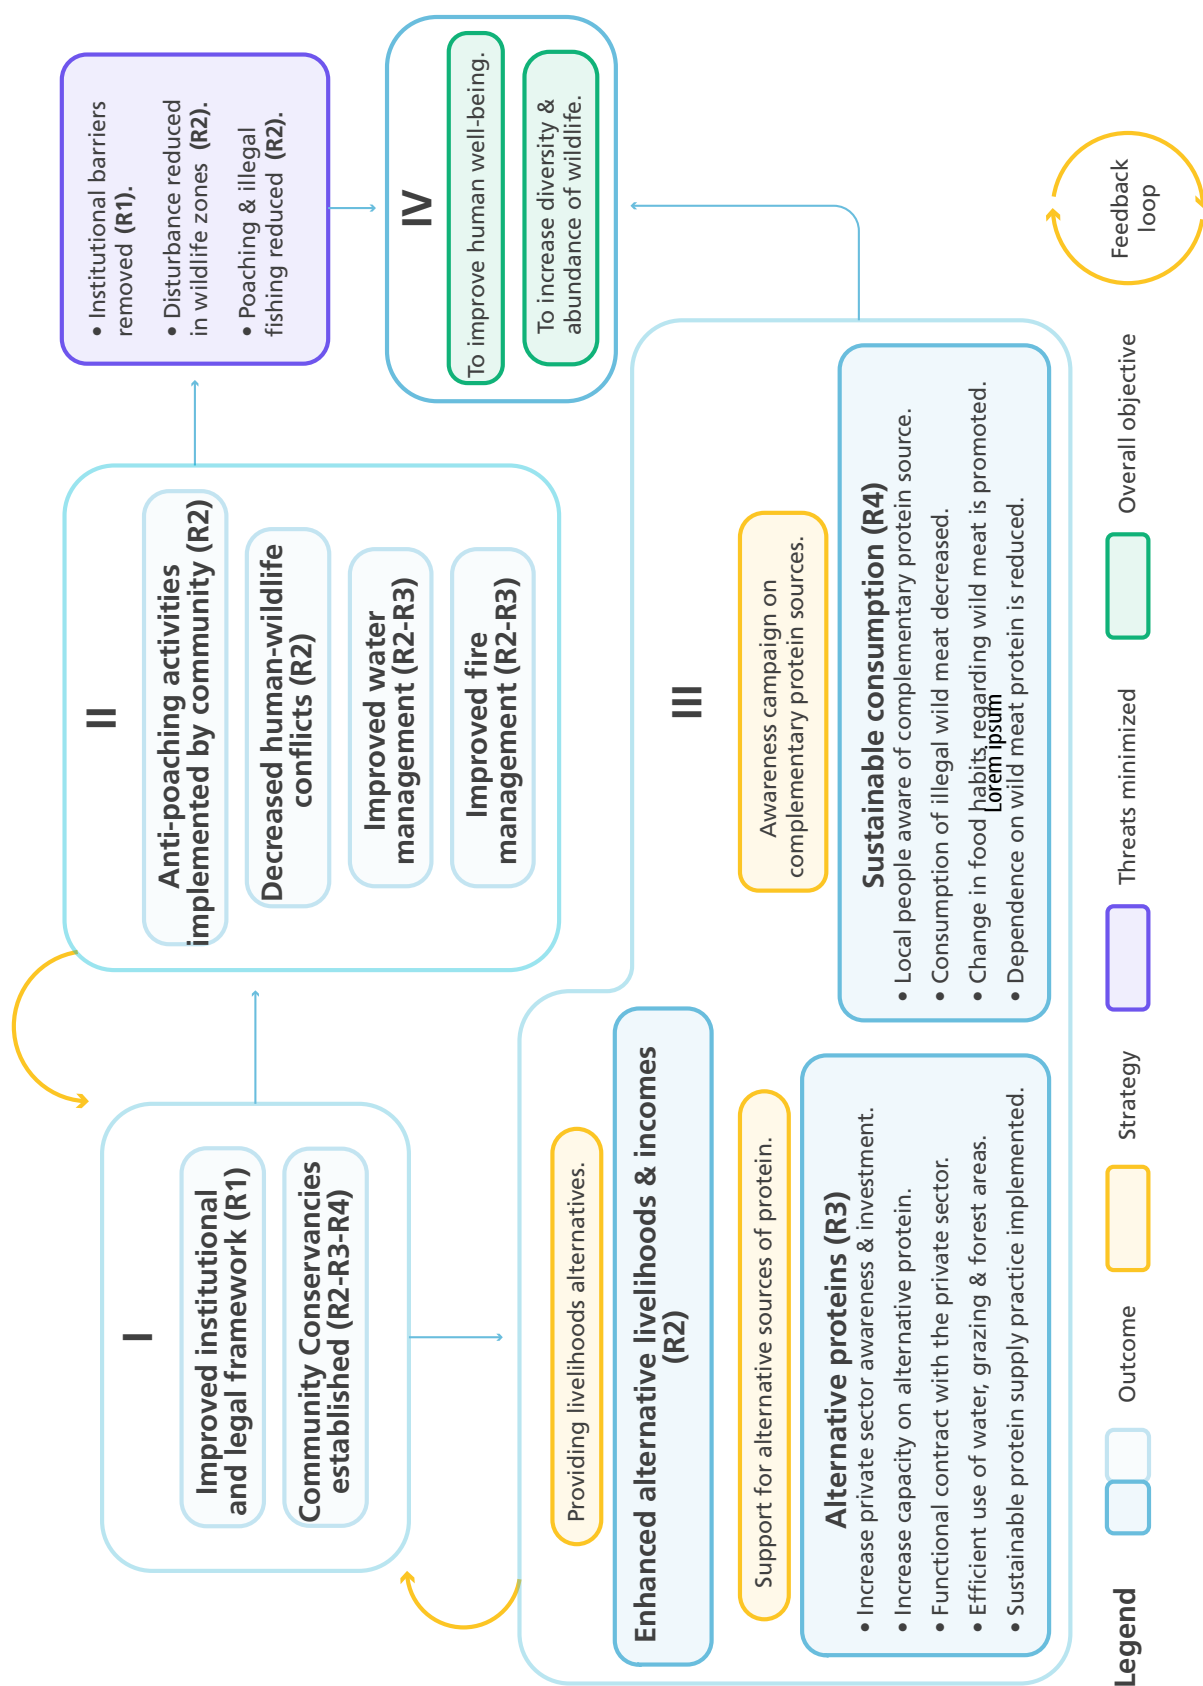 I
Improved institutional
and legal framework (R1)
Community Conservancies
established (R2-R3-R4)
II
Anti-poaching activities
implemented by community (R2)
Decreased human-wildlife
conflicts (R2)
Improved water
management (R2-R3)
Improved fire
management (R2-R3)
• Institutional barriers
removed (R1).
• Disturbance reduced
in wildlife zones (R2).
• Poaching & illegal
fishing reduced (R2).
IV
To improve human well-being.
To increase diversity &
abundance of wildlife.
III
Providing livelihoods alternatives.
Enhanced alternative livelihoods & incomes
(R2)
Support for alternative sources of protein.
Alternative proteins (R3)
• Increase private sector awareness & investment.
• Increase capacity on alternative protein.
• Functional contract with the private sector.
• Efficient use of water, grazing & forest areas.
• Sustainable protein supply practice implemented.
Awareness campaign on
complementary protein sources.
Sustainable consumption (R4)
• Local people aware of complementary protein source.
• Consumption of illegal wild meat decreased.
• Change in food habits regarding wild meat is promoted.
Lorem ipsum
• Dependence on wild meat protein is reduced.
Legend
Outcome
Strategy
Threats minimized
Overall objective
Feedback
loop